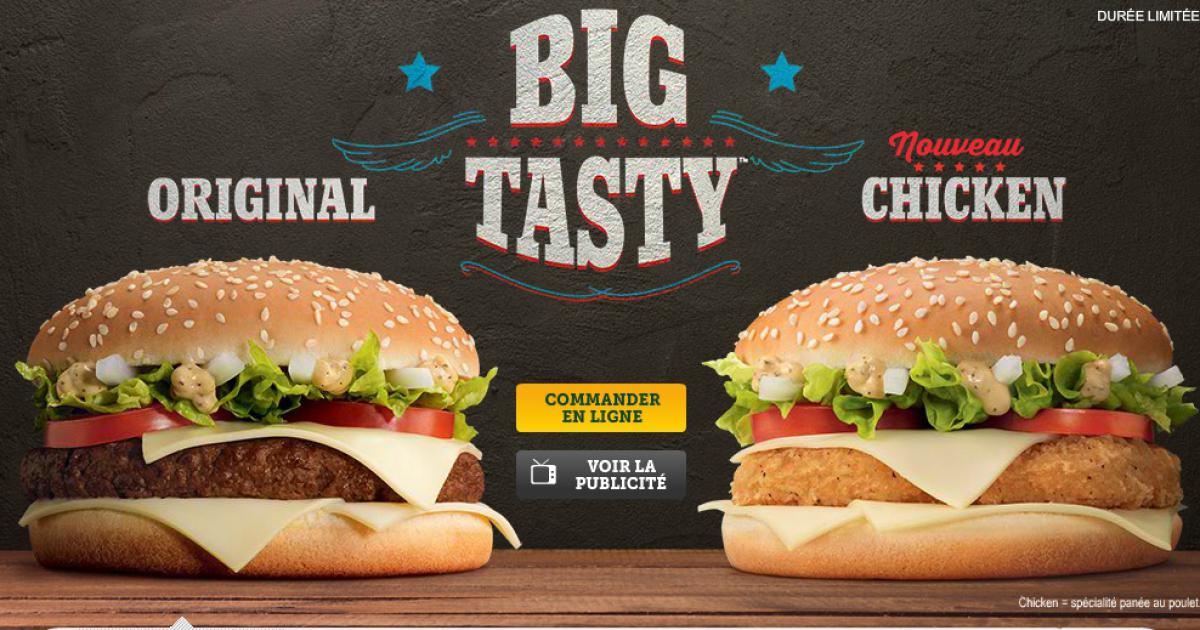 DURÉE LIMITÉE
BIG
TASTY™
ORIGINAL
Nouveau
CHICKEN
COMMANDER
EN LIGNE
VOIR LA
PUBLICITÉ
Chicken = spécialité panée au poulet